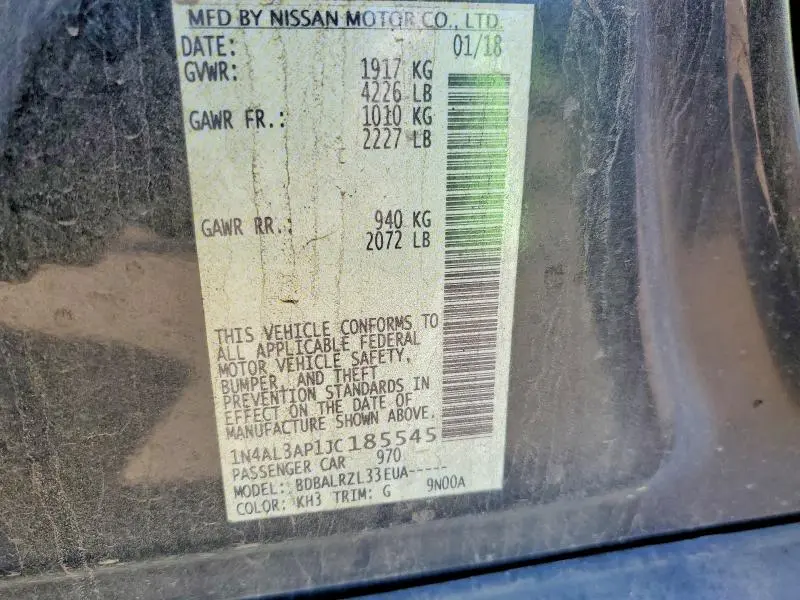 MFD BY NISSAN MOTOR CO., LTD.
DATE: 01/18
GVWR: 1917 KG
4226 LB
GAWR FR.: 1010 KG
2227 LB
GAWR RR.: 940 KG
2072 LB
THIS VEHICLE CONFORMS TO
ALL APPLICABLE FEDERAL
MOTOR VEHICLE SAFETY,
BUMPER, AND THEFT
PREVENTION STANDARDS IN
EFFECT ON THE DATE OF
MANUFACTURE SHOWN ABOVE.
1N4AL3AP1JC185545
PASSENGER CAR 970
MODEL: BDBALRZL33EUA-----
COLOR: KH3 TRIM: G 9N00A